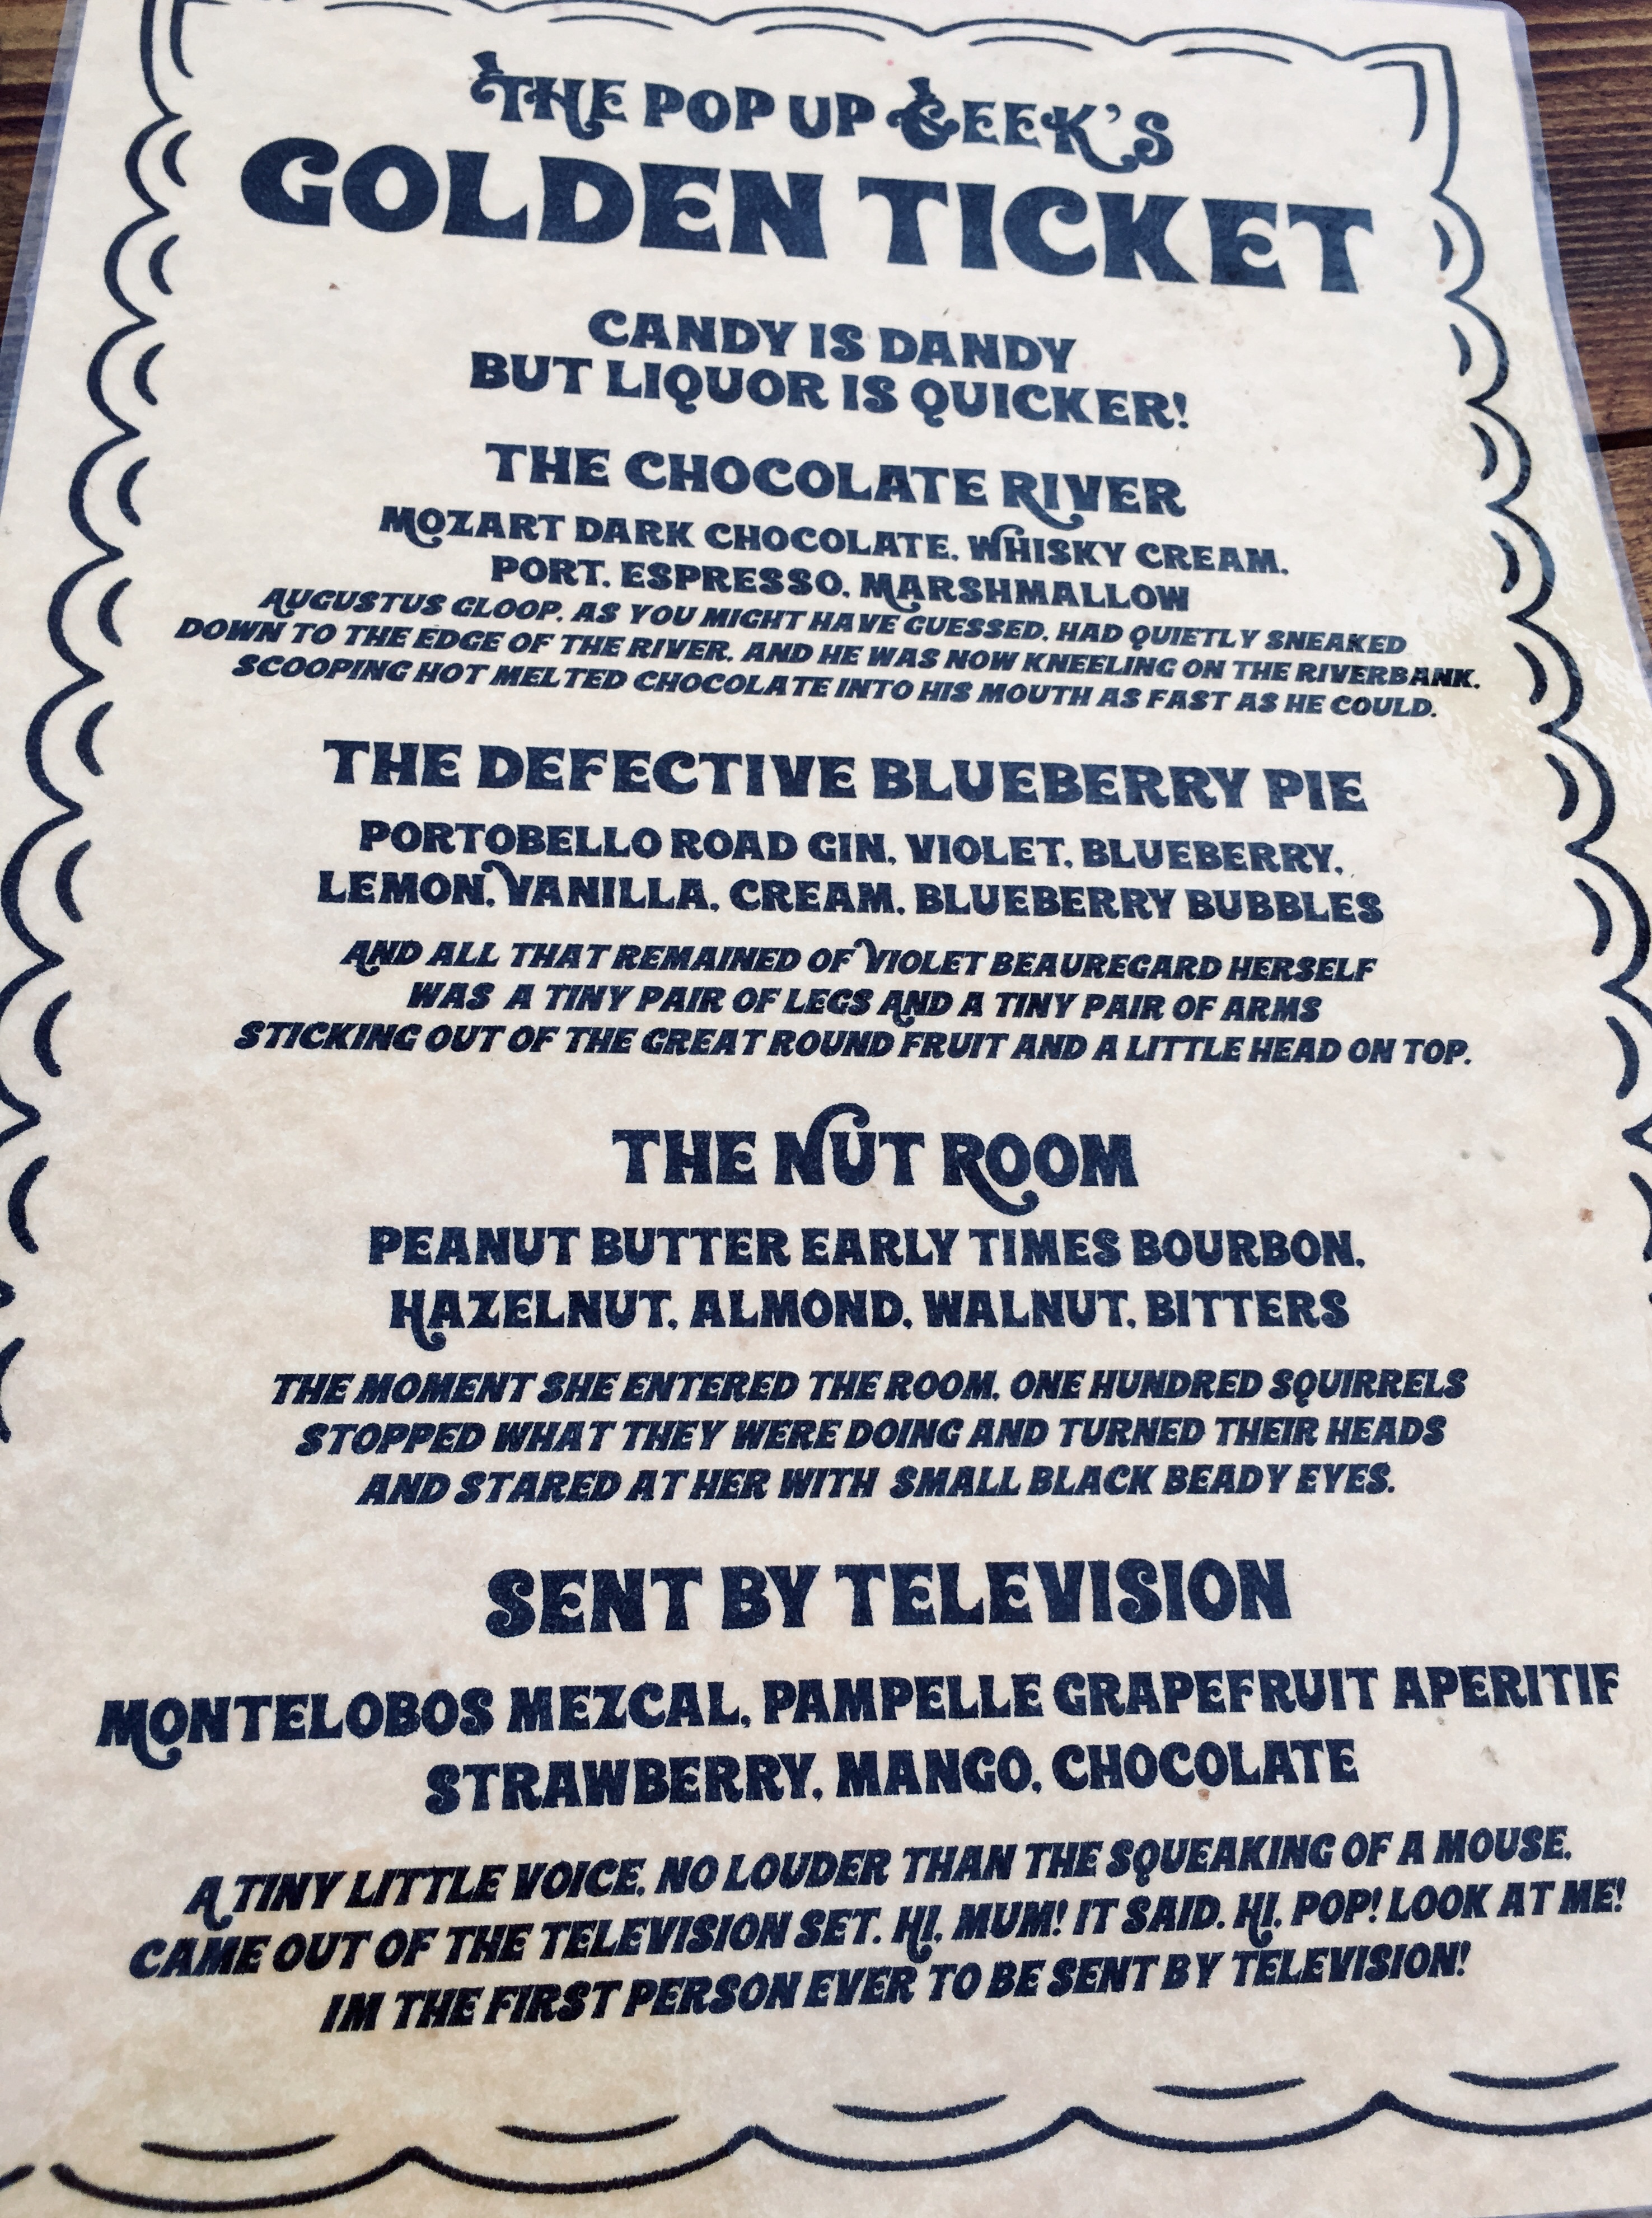 THE POP UP GEEK'S
GOLDEN TICKET
CANDY IS DANDY
BUT LIQUOR IS QUICKER!
THE CHOCOLATE RIVER
MOZART DARK CHOCOLATE, WHISKY CREAM,
PORT, ESPRESSO, MARSHMALLOW
AUGUSTUS GLOOP, AS YOU MIGHT HAVE GUESSED, HAD QUIETLY SNEAKED
DOWN TO THE EDGE OF THE RIVER, AND HE WAS NOW KNEELING ON THE RIVERBANK,
SCOOPING HOT MELTED CHOCOLATE INTO HIS MOUTH AS FAST AS HE COULD.
THE DEFECTIVE BLUEBERRY PIE
PORTOBELLO ROAD GIN, VIOLET, BLUEBERRY,
LEMON, VANILLA, CREAM, BLUEBERRY BUBBLES
AND ALL THAT REMAINED OF VIOLET BEAUREGARD HERSELF
WAS A TINY PAIR OF LEGS AND A TINY PAIR OF ARMS
STICKING OUT OF THE GREAT ROUND FRUIT AND A LITTLE HEAD ON TOP.
THE NUT ROOM
PEANUT BUTTER EARLY TIMES BOURBON,
HAZELNUT, ALMOND, WALNUT, BITTERS
THE MOMENT SHE ENTERED THE ROOM, ONE HUNDRED SQUIRRELS
STOPPED WHAT THEY WERE DOING AND TURNED THEIR HEADS
AND STARED AT HER WITH SMALL BLACK BEADY EYES.
SENT BY TELEVISION
MONTELOBOS MEZCAL, PAMPELLE GRAPEFRUIT APERITIF
STRAWBERRY, MANGO, CHOCOLATE
A TINY LITTLE VOICE, NO LOUDER THAN THE SQUEAKING OF A MOUSE,
CAME OUT OF THE TELEVISION SET. HI, MUM! IT SAID. HI, POP! LOOK AT ME!
IM THE FIRST PERSON EVER TO BE SENT BY TELEVISION!